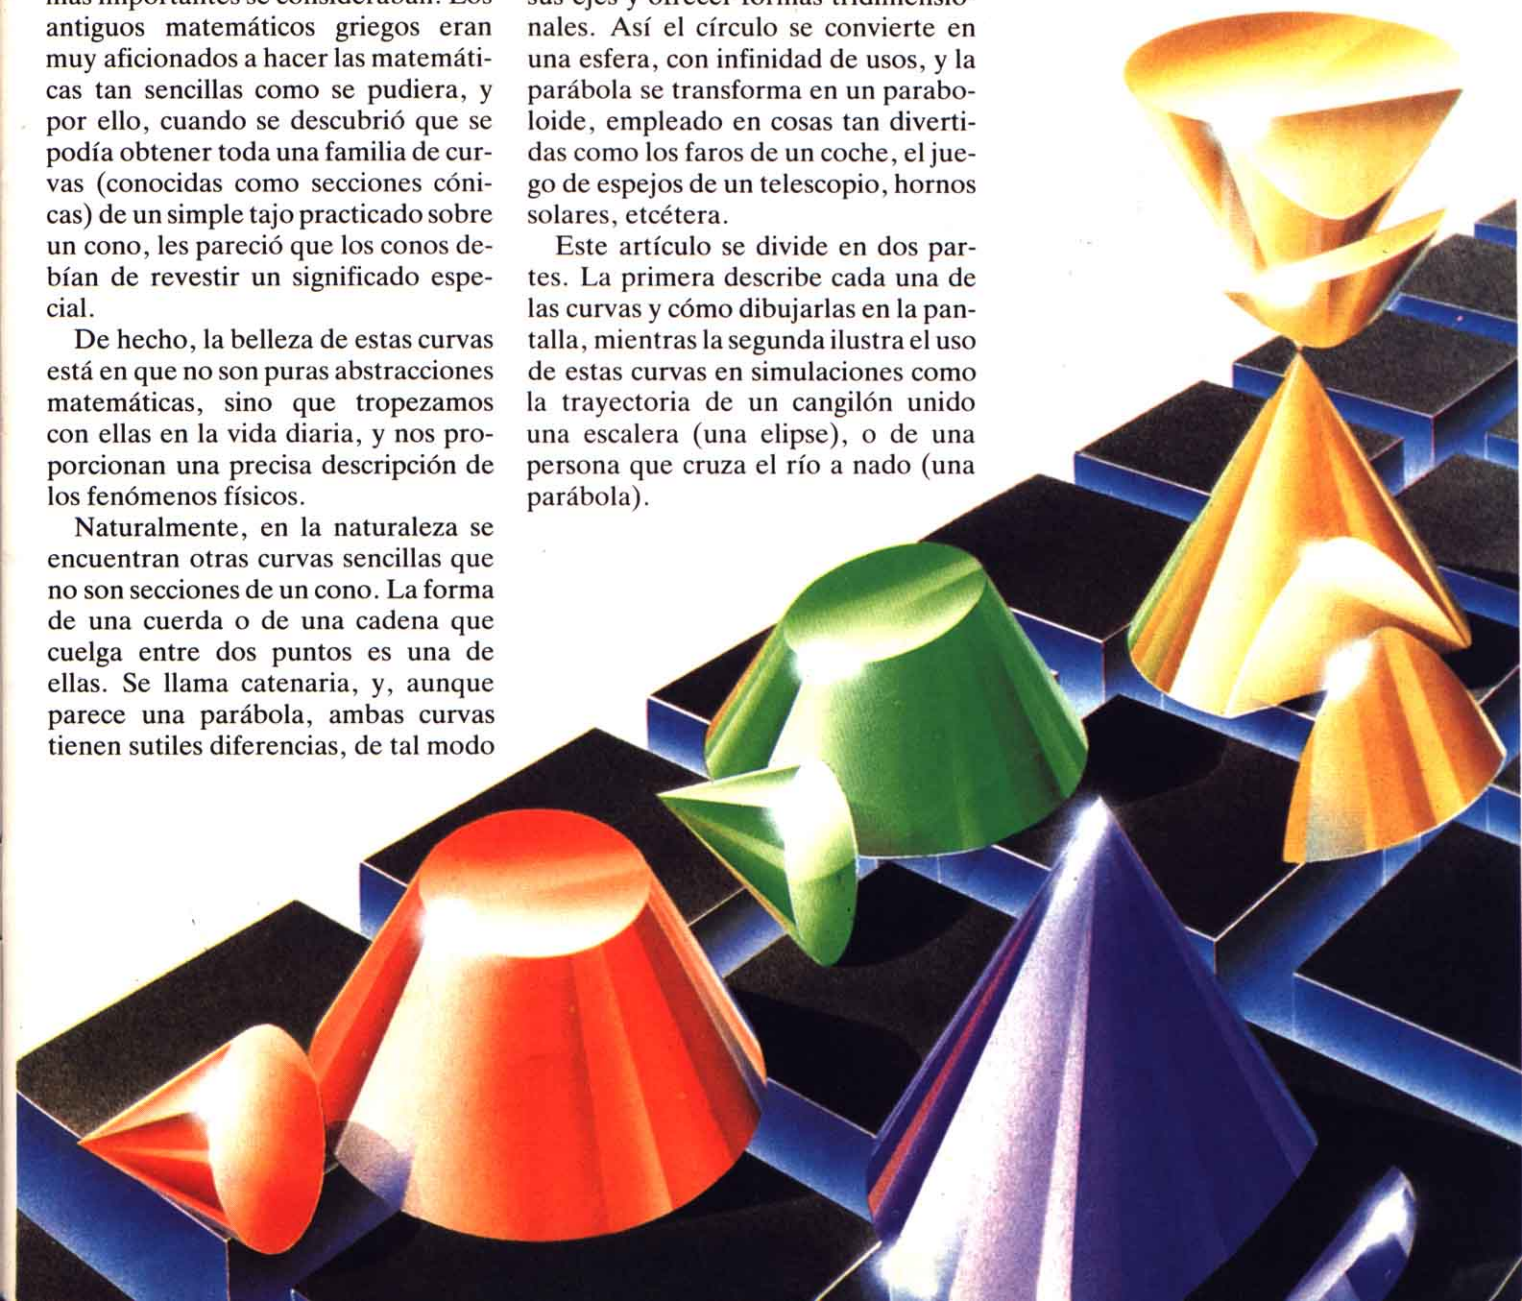 más importantes se consideraban. Los
antiguos matemáticos griegos eran
muy aficionados a hacer las matemáti-
cas tan sencillas como se pudiera, y
por ello, cuando se descubrió que se
podía obtener toda una familia de cur-
vas (conocidas como secciones cóni-
cas) de un simple tajo practicado sobre
un cono, les pareció que los conos de-
bían de revestir un significado espe-
cial.
De hecho, la belleza de estas curvas
está en que no son puras abstracciones
matemáticas, sino que tropezamos
con ellas en la vida diaria, y nos pro-
porcionan una precisa descripción de
los fenómenos físicos.
Naturalmente, en la naturaleza se
encuentran otras curvas sencillas que
no son secciones de un cono. La forma
de una cuerda o de una cadena que
cuelga entre dos puntos es una de
ellas. Se llama catenaria, y, aunque
parece una parábola, ambas curvas
tienen sutiles diferencias, de tal modo
sus ejes y ofrecer formas tridimensio-
nales. Así el círculo se convierte en
una esfera, con infinidad de usos, y la
parábola se transforma en un parabo-
loide, empleado en cosas tan diverti-
das como los faros de un coche, el jue-
go de espejos de un telescopio, hornos
solares, etcétera.
Este artículo se divide en dos par-
tes. La primera describe cada una de
las curvas y cómo dibujarlas en la pan-
talla, mientras la segunda ilustra el uso
de estas curvas en simulaciones como
la trayectoria de un cangilón unido
una escalera (una elipse), o de una
persona que cruza el río a nado (una
parábola).